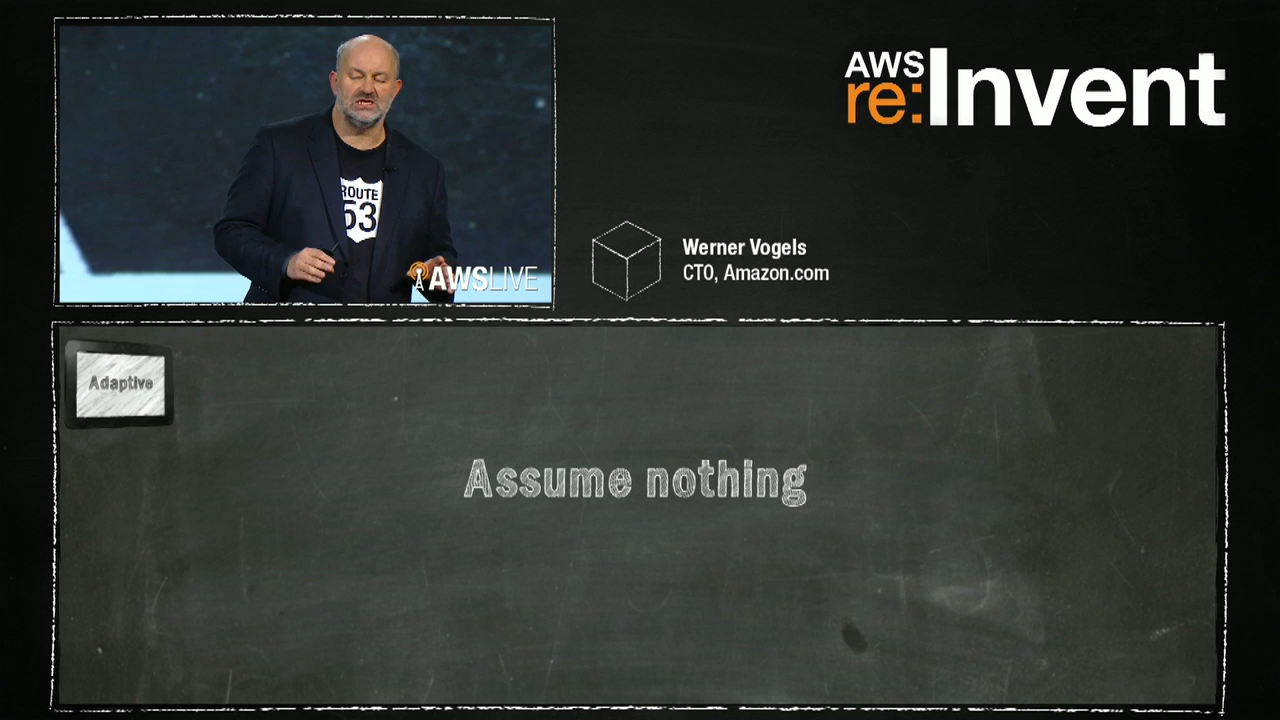 AWS
re:Invent
ROUTE
53
AWSLIVE
Werner Vogels
CTO, Amazon.com
Adaptive
Assume nothing